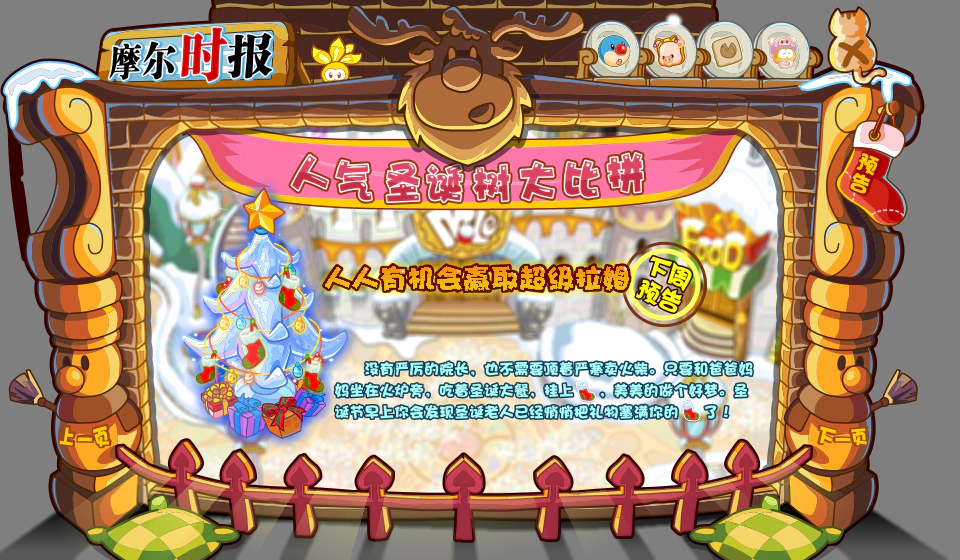 摩尔时报
预告
人气圣诞树大比拼
FOOD
人人有机会赢取超级拉姆
下周
预告
没有严厉的院长,也不需要顶着严寒卖火柴。只要和爸爸妈
妈坐在火炉旁,吃着圣诞大餐,挂上 ,美美的做个好梦。圣
诞节早上你会发现圣诞老人已经悄悄把礼物塞满你的 了!
上一页
下一页